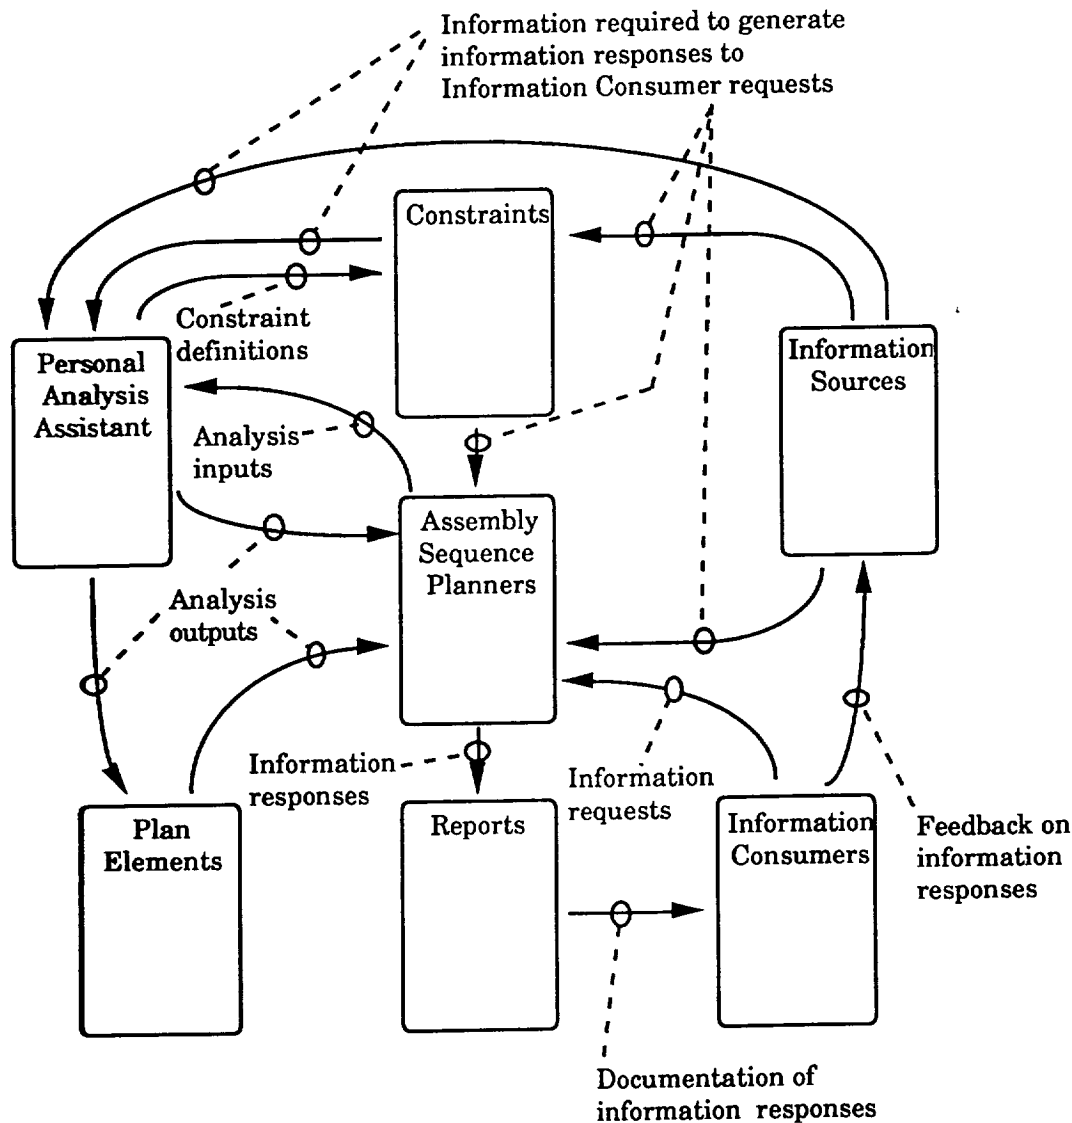 Information required to generate
information responses to
Information Consumer requests
Constraints
Constraint
definitions
Personal
Analysis
Assistant
Information
Sources
Analysis
inputs
Assembly
Sequence
Planners
Analysis
outputs
Information
responses
Information
requests
Plan
Elements
Reports
Information
Consumers
Feedback on
information
responses
Documentation of
information responses